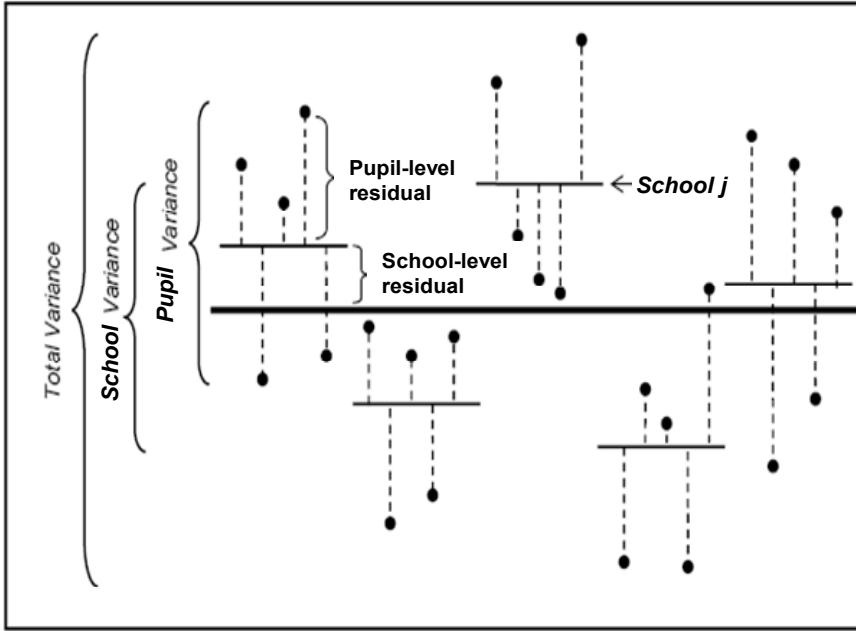 Total Variance
School Variance
Pupil Variance
Pupil-level
residual
School-level
residual
School j